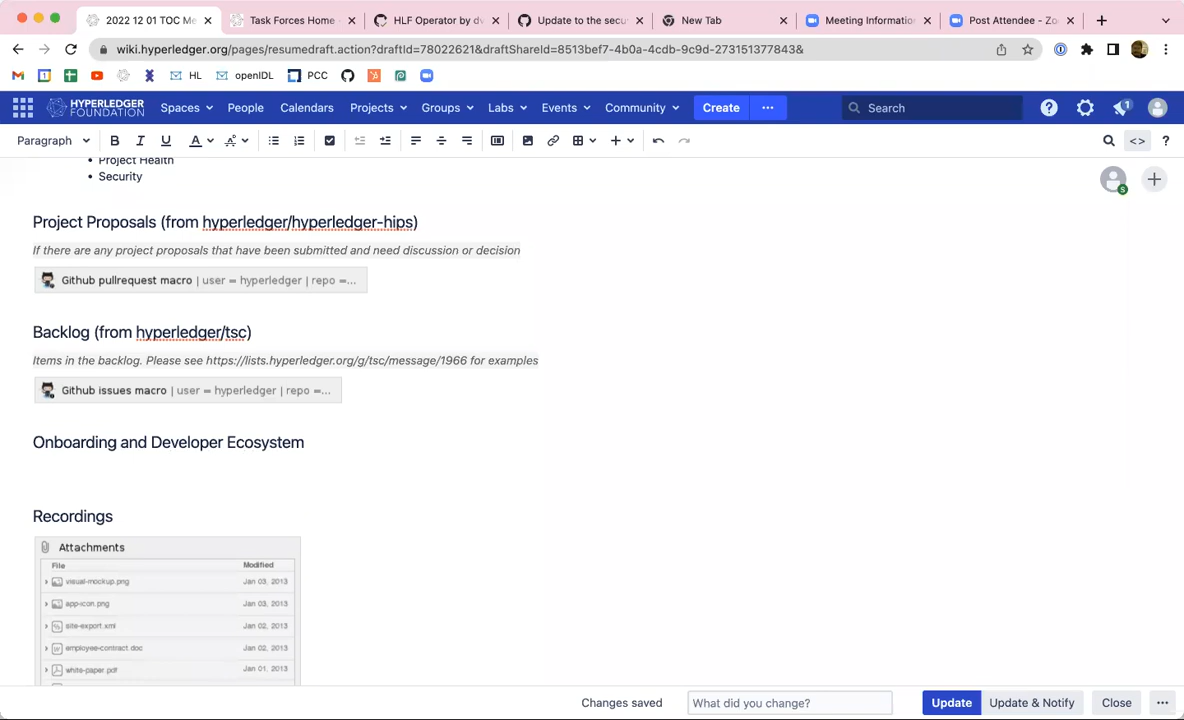 2022 12 01 TOC Me
Task Forces Home -
HLF Operator by dv
Update to the secu
New Tab
Meeting Informatio
Post Attendee - Zo
wiki.hyperledger.org/pages/resumedraft.action?draftId=78022621&draftShareId=8513bef7-4b0a-4cdb-9c9d-273151377843&
HL
openIDL
PCC
HYPERLEDGER
FOUNDATION
Spaces
People
Calendars
Projects
Groups
Labs
Events
Community
Create
Search
1
Paragraph
B I U A
<>
?
• Project Health
• Security
S
Project Proposals (from hyperledger/hyperledger-hips)
If there are any project proposals that have been submitted and need discussion or decision
Github pullrequest macro | user = hyperledger | repo =...
Backlog (from hyperledger/tsc)
Items in the backlog. Please see https://lists.hyperledger.org/g/tsc/message/1966 for examples
Github issues macro | user = hyperledger | repo =...
Onboarding and Developer Ecosystem
Recordings
Attachments
File Modified
visual-mockup.png Jan 03, 2013
app-icon.png Jan 03, 2013
site-export.xml Jan 02, 2013
employee-contract.doc Jan 02, 2013
white-paper.pdf Jan 01, 2013
Changes saved
What did you change?
Update
Update & Notify
Close